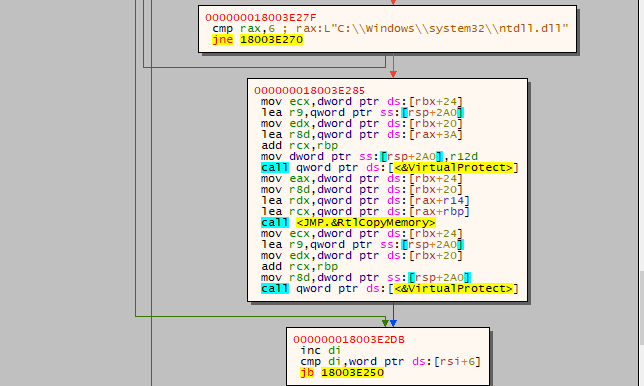 000000018003E27F
cmp rax,6 ; rax:L"C:\\Windows\\system32\\ntdll.dll"
jne 18003E270
000000018003E285
mov ecx,dword ptr ds:[rbx+24]
lea r9,qword ptr ss:[rsp+2A0]
mov edx,dword ptr ds:[rbx+20]
lea r8d,qword ptr ds:[rax+3A]
add rcx,rbp
mov dword ptr ss:[rsp+2A0],r12d
call qword ptr ds:[<&VirtualProtect>]
mov eax,dword ptr ds:[rbx+24]
mov r8d,dword ptr ds:[rbx+20]
lea rdx,qword ptr ds:[rax+r14]
lea rcx,qword ptr ds:[rax+rbp]
call <JMP.&RtlCopyMemory>
mov ecx,dword ptr ds:[rbx+24]
lea r9,qword ptr ss:[rsp+2A0]
mov edx,dword ptr ds:[rbx+20]
add rcx,rbp
mov r8d,dword ptr ss:[rsp+2A0]
call qword ptr ds:[<&VirtualProtect>]
000000018003E2DB
inc di
cmp di,word ptr ds:[rsi+6]
jb 18003E250